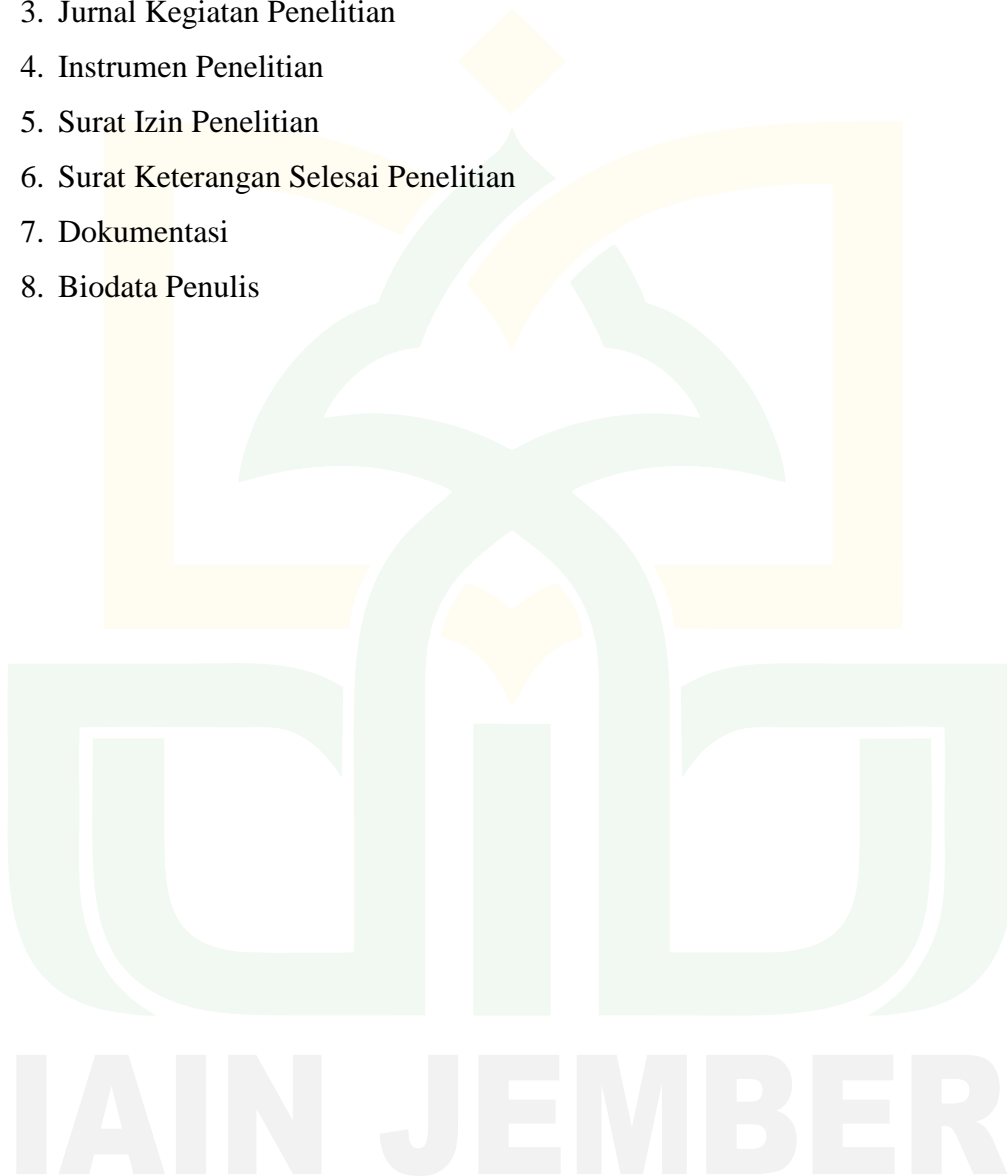 3. Jurnal Kegiatan Penelitian
4. Instrumen Penelitian
5. Surat Izin Penelitian
6. Surat Keterangan Selesai Penelitian
7. Dokumentasi
8. Biodata Penulis
IAIN JEMBER